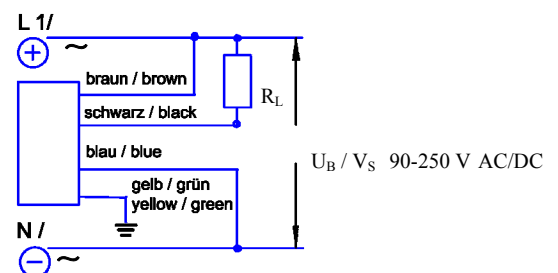 L 1/
+ ~
braun / brown
schwarz / black
R_L
blau / blue
U_B / V_S 90-250 V AC/DC
gelb / grün
yellow / green
N /
− ~